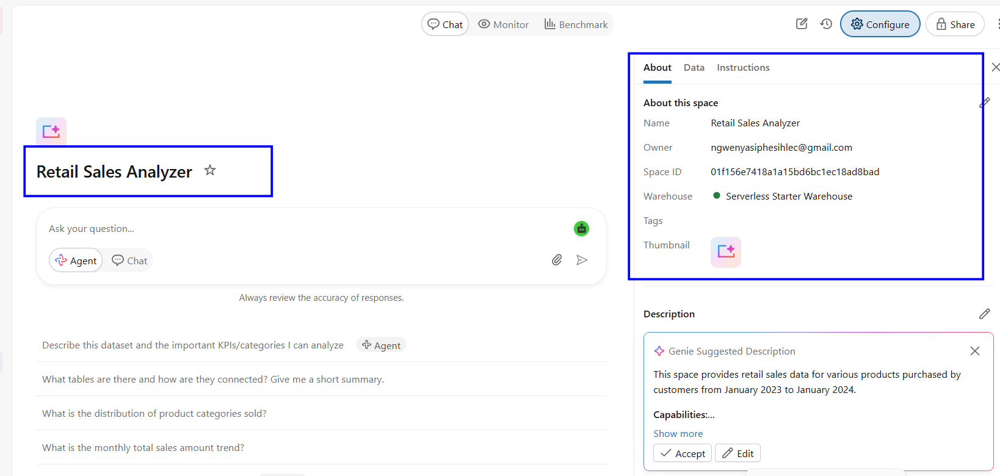 Chat
Monitor
Benchmark
Configure
Share
Retail Sales Analyzer
Ask your question...
Agent
Chat
Always review the accuracy of responses.
Describe this dataset and the important KPIs/categories I can analyze
Agent
What tables are there and how are they connected? Give me a short summary.
What is the distribution of product categories sold?
What is the monthly total sales amount trend?
About Data Instructions
About this space
Name Retail Sales Analyzer
Owner ngwenyasiphesihlec@gmail.com
Space ID 01f156e7418a1a15bd6bc1ec18ad8bad
Warehouse Serverless Starter Warehouse
Tags
Thumbnail
Description
Genie Suggested Description
This space provides retail sales data for various products purchased by
customers from January 2023 to January 2024.
Capabilities:...
Show more
Accept
Edit